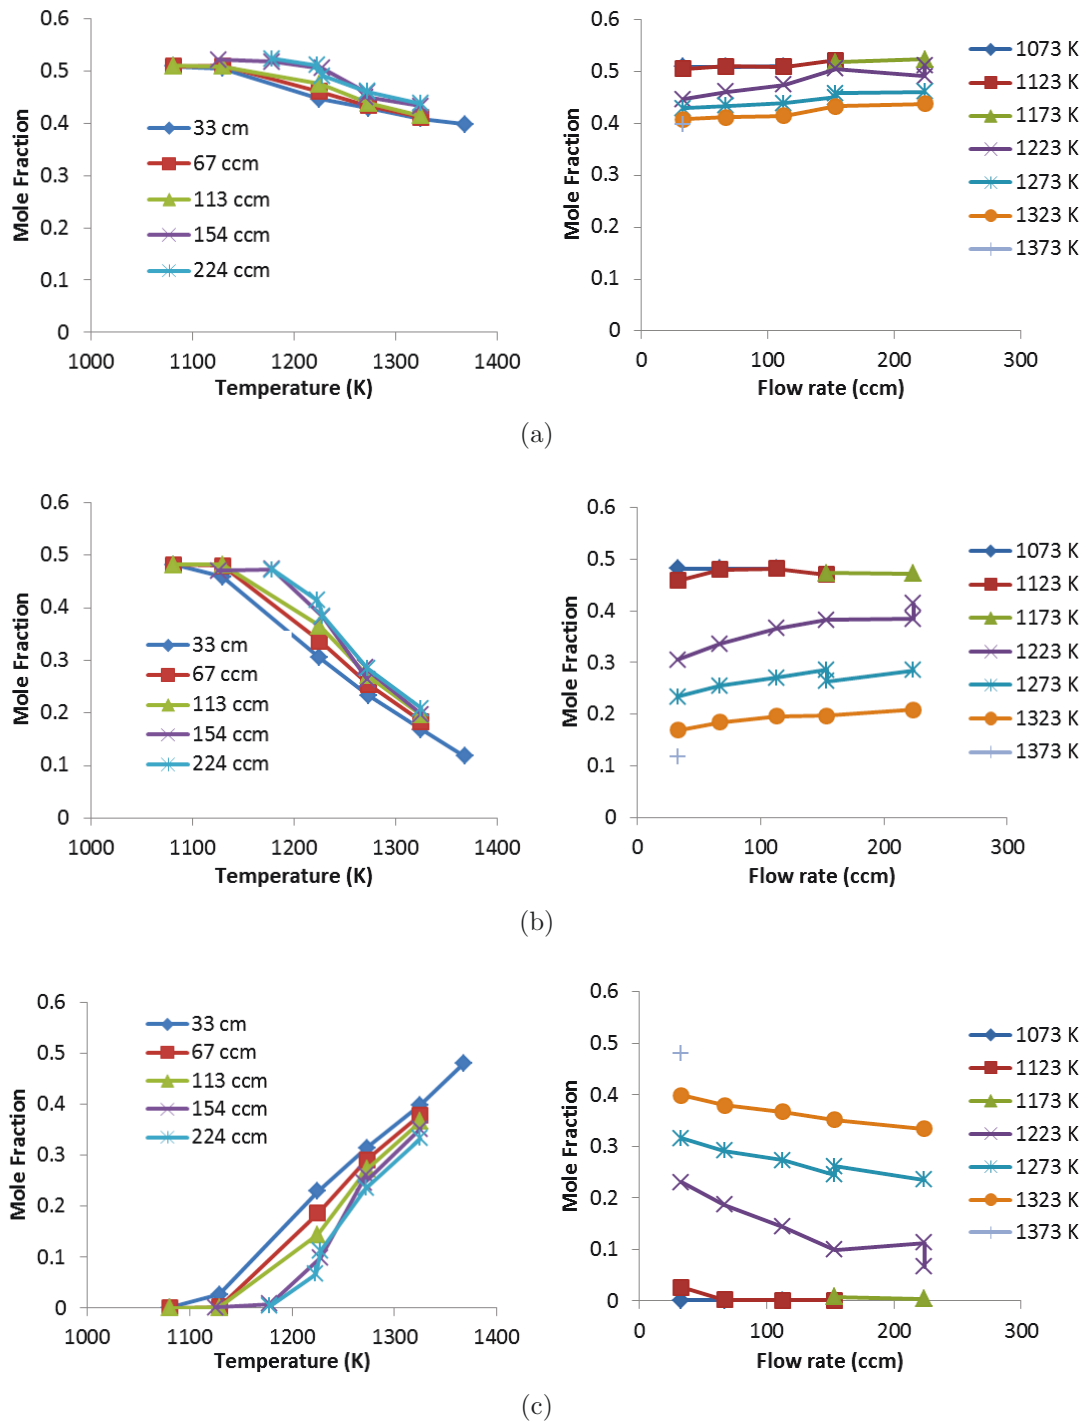 0.6
0.5
0.4
0.3
0.2
0.1
0
Mole Fraction
33 cm
67 ccm
113 ccm
154 ccm
224 ccm
1000 1100 1200 1300 1400
Temperature (K)
0.6
0.5
0.4
0.3
0.2
0.1
0
Mole Fraction
1073 K
1123 K
1173 K
1223 K
1273 K
1323 K
1373 K
0 100 200 300
Flow rate (ccm)
(a)
0.6
0.5
0.4
0.3
0.2
0.1
0
Mole Fraction
33 cm
67 ccm
113 ccm
154 ccm
224 ccm
1000 1100 1200 1300 1400
Temperature (K)
0.6
0.5
0.4
0.3
0.2
0.1
0
Mole Fraction
1073 K
1123 K
1173 K
1223 K
1273 K
1323 K
1373 K
0 100 200 300
Flow rate (ccm)
(b)
0.6
0.5
0.4
0.3
0.2
0.1
0
Mole Fraction
33 cm
67 ccm
113 ccm
154 ccm
224 ccm
1000 1100 1200 1300 1400
Temperature (K)
0.6
0.5
0.4
0.3
0.2
0.1
0
Mole Fraction
1073 K
1123 K
1173 K
1223 K
1273 K
1323 K
1373 K
0 100 200 300
Flow rate (ccm)
(c)